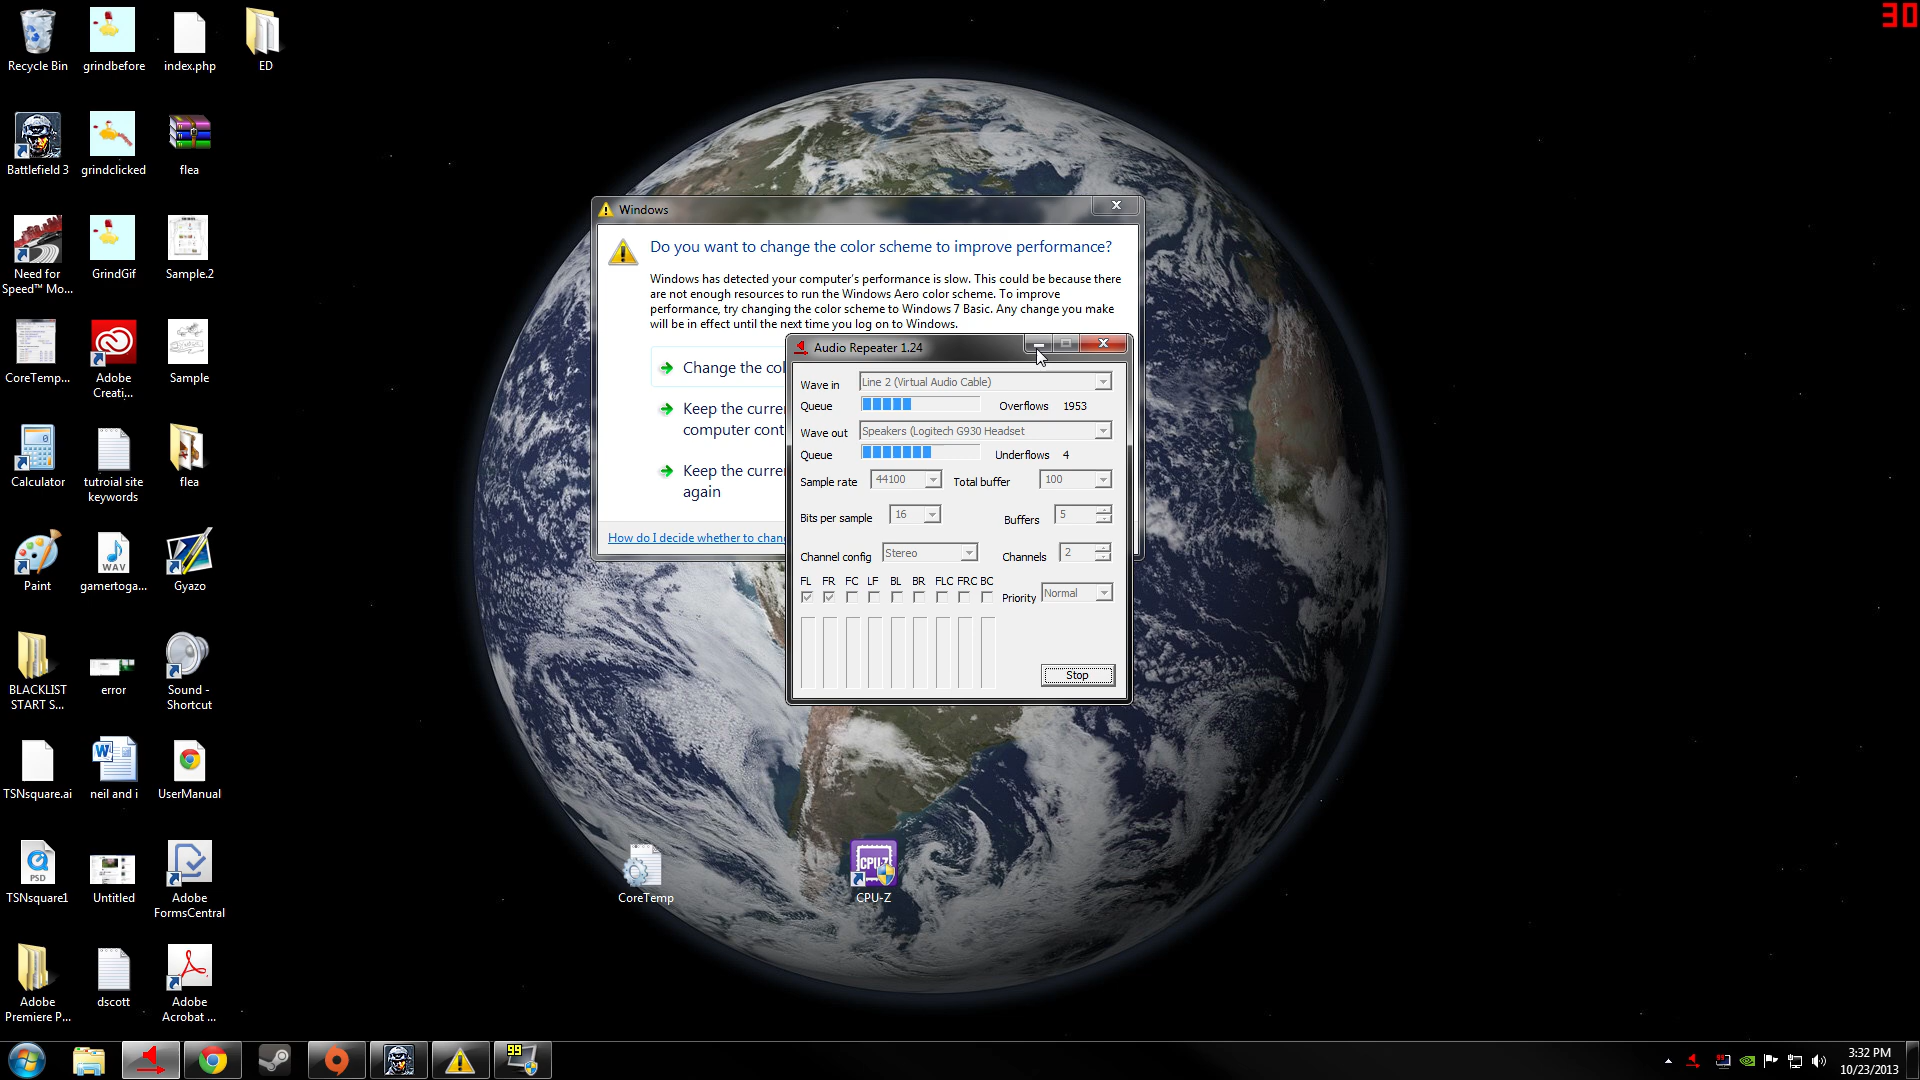 30
Recycle Bin
grindbefore
index.php
ED
Battlefield 3
grindclicked
flea
Need for
Speed™ Mo...
GrindGif
Sample.2
CoreTemp...
Adobe
Creati...
Sample
Calculator
tutroial site
keywords
flea
Paint
WAV
gamertoga...
Gyazo
BLACKLIST
START S...
error
Sound -
Shortcut
TSNsquare.ai
neil and i
UserManual
PSD
TSNsquare1
Untitled
Adobe
FormsCentral
Adobe
Premiere P...
dscott
Adobe
Acrobat ...
CoreTemp
CPU-Z
CPU-Z
Windows
Do you want to change the color scheme to improve performance?
Windows has detected your computer's performance is slow. This could be because there
are not enough resources to run the Windows Aero color scheme. To improve
performance, try changing the color scheme to Windows 7 Basic. Any change you make
will be in effect until the next time you log on to Windows.
Change the col
Keep the curre
computer cont
Keep the curre
again
How do I decide whether to chan
Audio Repeater 1.24
Wave in Line 2 (Virtual Audio Cable)
Queue Overflows 1953
Wave out Speakers (Logitech G930 Headset
Queue Underflows 4
Sample rate 44100 Total buffer 100
Bits per sample 16 Buffers 5
Channel config Stereo Channels 2
FL FR FC LF BL BR FLC FRC BC
Priority Normal
Stop
99
3:32 PM
10/23/2013